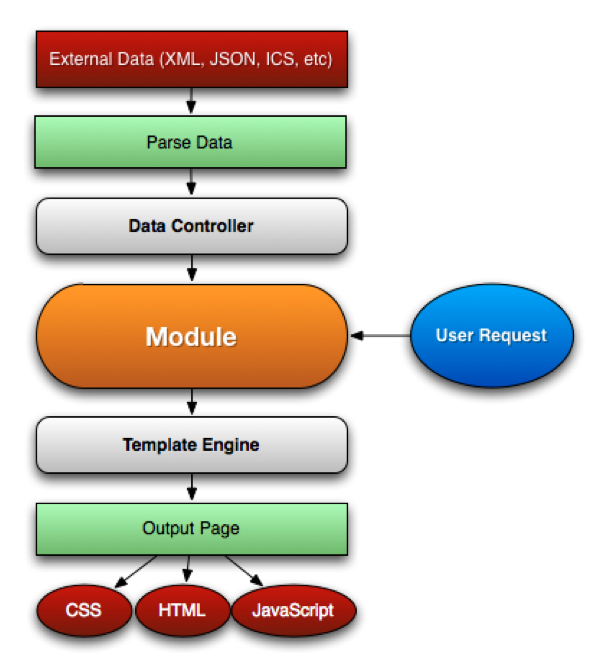 External Data (XML, JSON, ICS, etc)
Parse Data
Data Controller
Module
User Request
Template Engine
Output Page
CSS
HTML
JavaScript